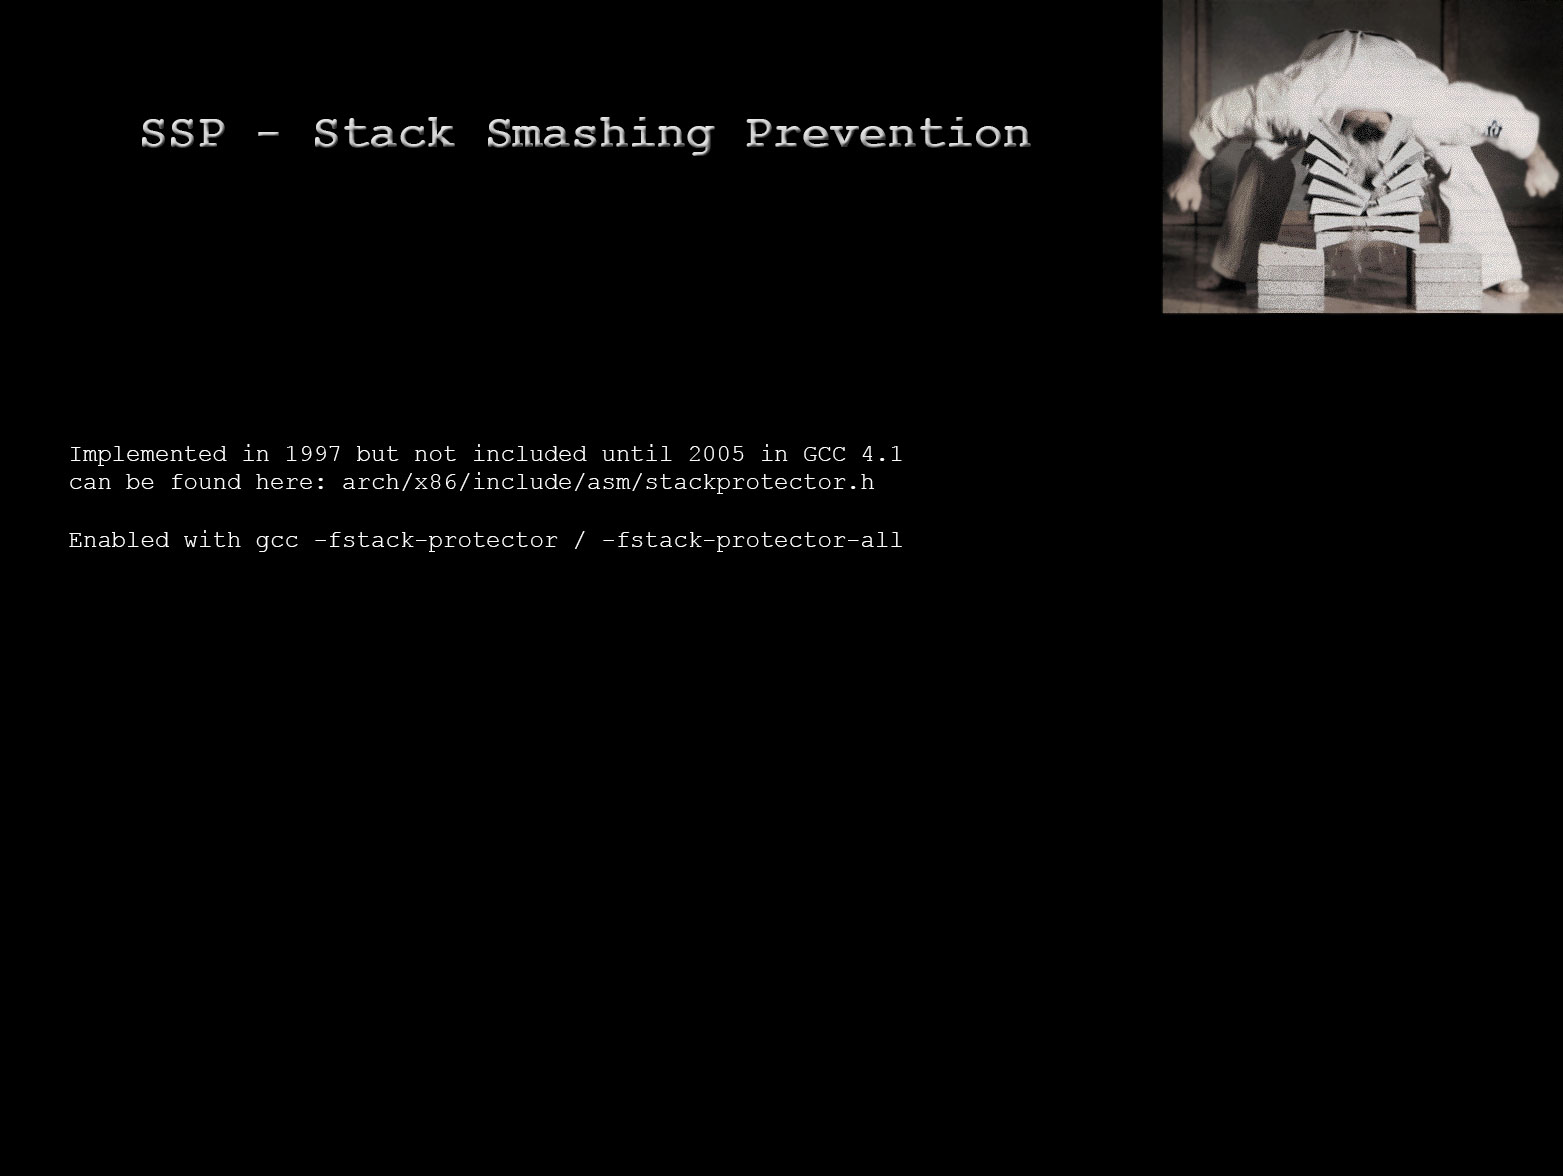 SSP - Stack Smashing Prevention
Implemented in 1997 but not included until 2005 in GCC 4.1
can be found here: arch/x86/include/asm/stackprotector.h
Enabled with gcc -fstack-protector / -fstack-protector-all